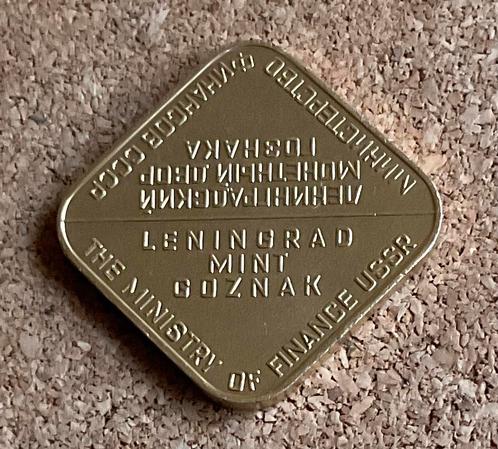 МИНИСТЕРСТВО ФИНАНСОВ СССР
ЛЕНИНГРАДСКИЙ
МОНЕТНЫЙ ДВОР
ГОЗНАКА
LENINGRAD
MINT
GOZNAK
THE MINISTRY OF FINANCE USSR